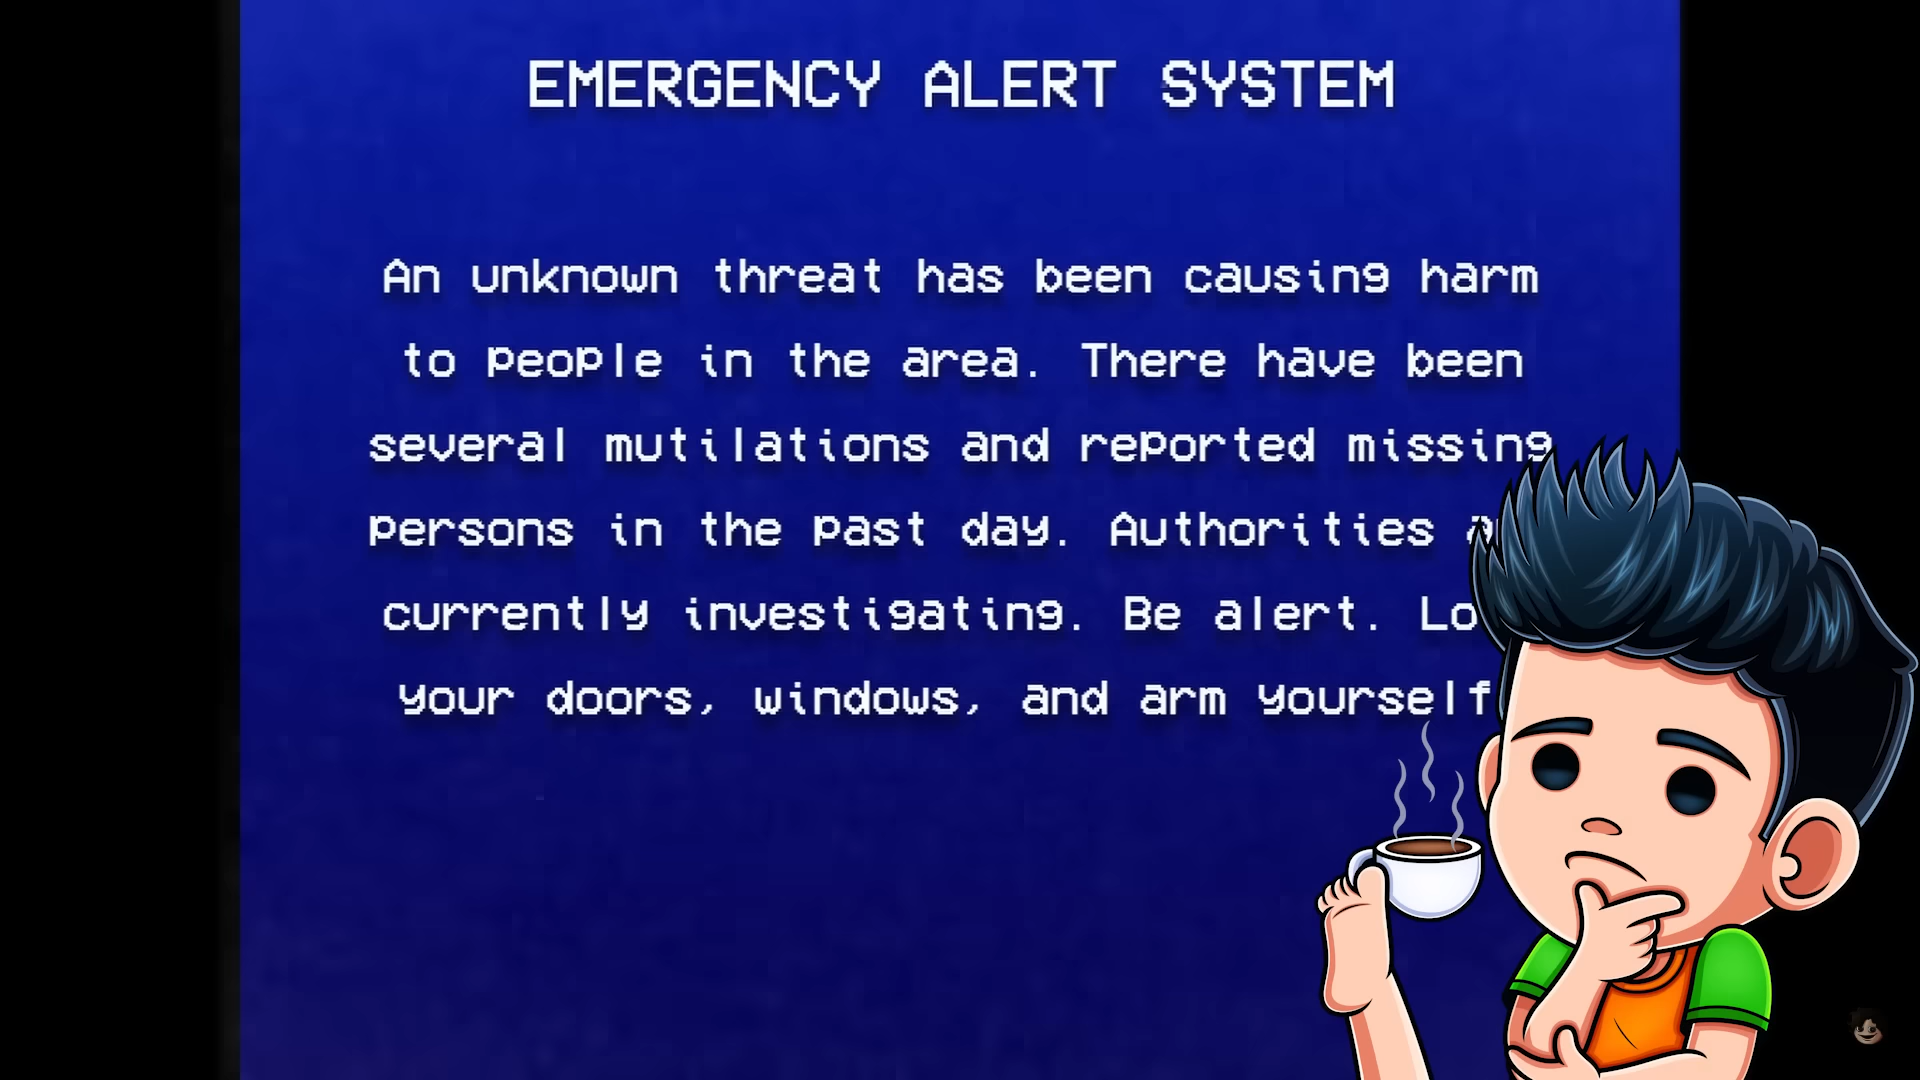 EMERGENCY ALERT SYSTEM
An unknown threat has been causing harm
to people in the area. There have been
several mutilations and reported missing
persons in the past day. Authorities
currently investigating. Be alert.
your doors, windows, and arm yourself